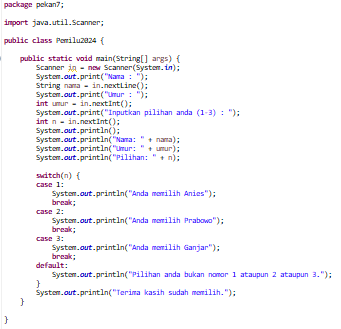 package pekan7;
import java.util.Scanner;
public class Pemilu2024 {
public static void main(String[] args) {
Scanner in = new Scanner(System.in);
System.out.print("Nama : ");
String nama = in.nextLine();
System.out.print("Umur : ");
int umur = in.nextInt();
System.out.print("Inputkan pilihan anda (1-3) : ");
int n = in.nextInt();
System.out.println();
System.out.println("Nama: " + nama);
System.out.println("Umur: " + umur);
System.out.println("Pilihan: " + n);
switch(n) {
case 1:
System.out.println("Anda memilih Anies");
break;
case 2:
System.out.println("Anda memilih Prabowo");
break;
case 3:
System.out.println("Anda memilih Ganjar");
break;
default:
System.out.println("Pilihan anda bukan nomor 1 ataupun 2 ataupun 3.");
}
System.out.println("Terima kasih sudah memilih.");
}
}